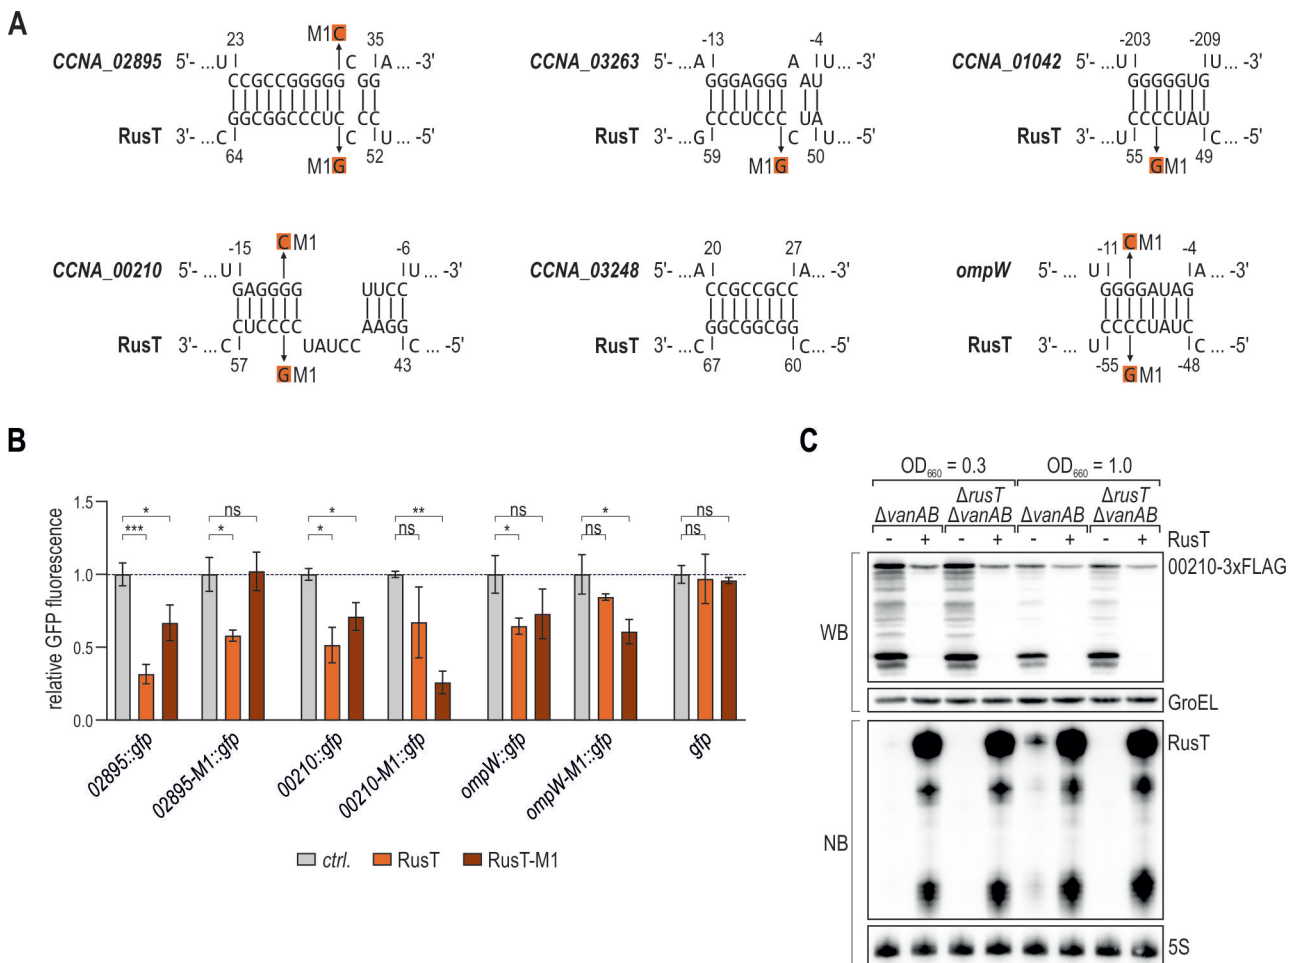 A
M1 C
23 35
CCNA_02895 5'- ...U C A... -3'
CCGCCGGGGG GG
GGCGGCCCUC CC
RusT 3'- ...C C U... -5'
64 52
M1 G
-13 -4
CCNA_03263 5'- ...A A U... -3'
GGGAGGG AU
CCCUCCC UA
RusT 3'- ...G C U... -5'
59 50
M1 G
-203 -209
CCNA_01042 5'- ...U U... -3'
GGGGGUG
CCCCUAU
RusT 3'- ...U C... -5'
55 49
G M1
C M1
-15 -6
CCNA_00210 5'- ...U U... -3'
GAGGGG UUCC
CUCCCC AAGG
RusT 3'- ...C UAUCC C... -5'
57 43
G M1
20 27
CCNA_03248 5'- ...A A... -3'
CCGCCGCC
GGCGGCGG
RusT 3'- ...C C... -5'
67 60
C M1
-11 -4
ompW 5'- ...U A... -3'
GGGGAUAG
CCCCUAUC
RusT 3'- ...U C... -5'
-55 -48
G M1
B
relative GFP fluorescence
1.5
1.0
0.5
0.0
* ns * ** ns * ns
*** * * ns * ns ns
02895::gfp
02895-M1::gfp
00210::gfp
00210-M1::gfp
ompW::gfp
ompW-M1::gfp
gfp
ctrl. RusT RusT-M1
C
OD660 = 0.3 OD660 = 1.0
ΔrusT ΔrusT
ΔvanAB ΔvanAB ΔvanAB ΔvanAB
- + - + - + - + RusT
00210-3xFLAG
WB
GroEL
RusT
NB
5S